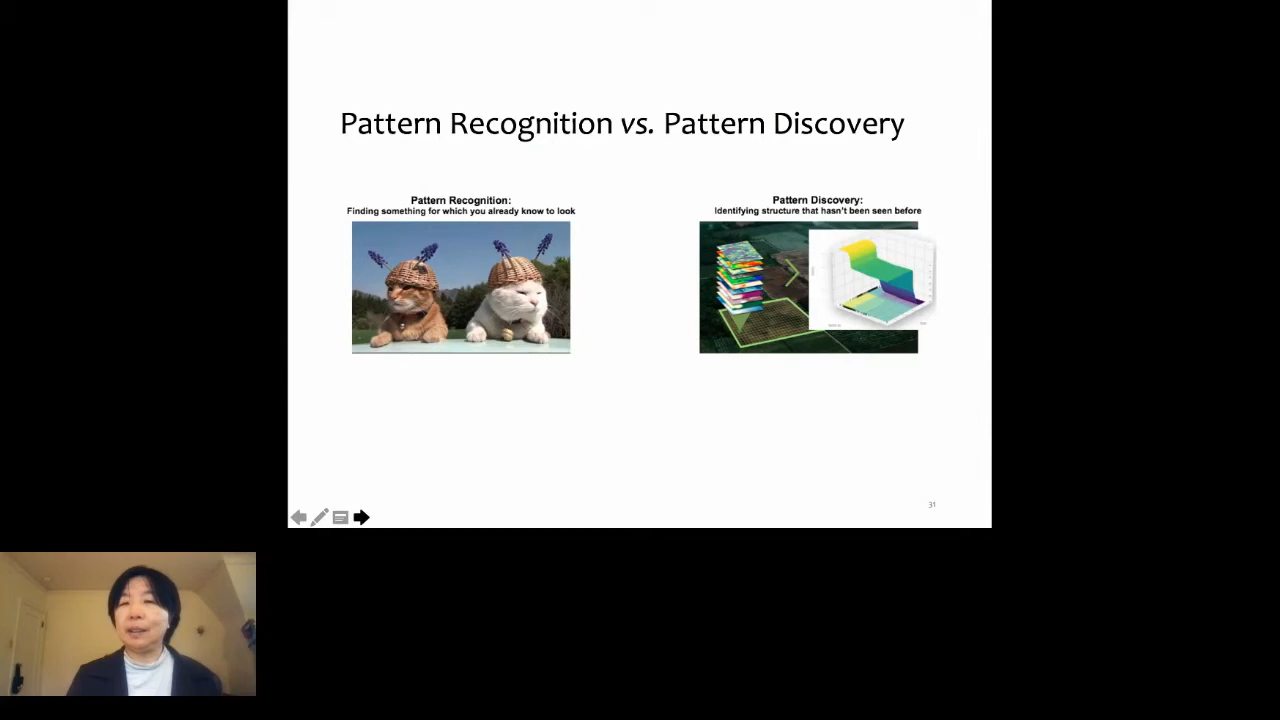 Pattern Recognition vs. Pattern Discovery
Pattern Recognition:
Finding something for which you already know to look
Pattern Discovery:
Identifying structure that hasn't been seen before
31